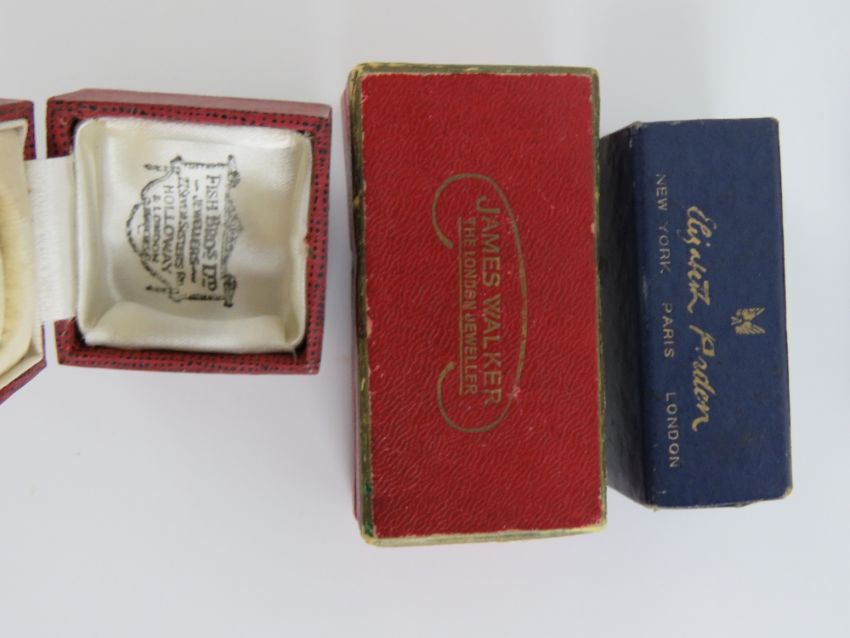 FISH BROS LTD
JEWELLERS
HOLLOWAY
& LONDON
JAMES WALKER
THE LONDON JEWELLER
Elizabeth Arden
NEW YORK PARIS LONDON